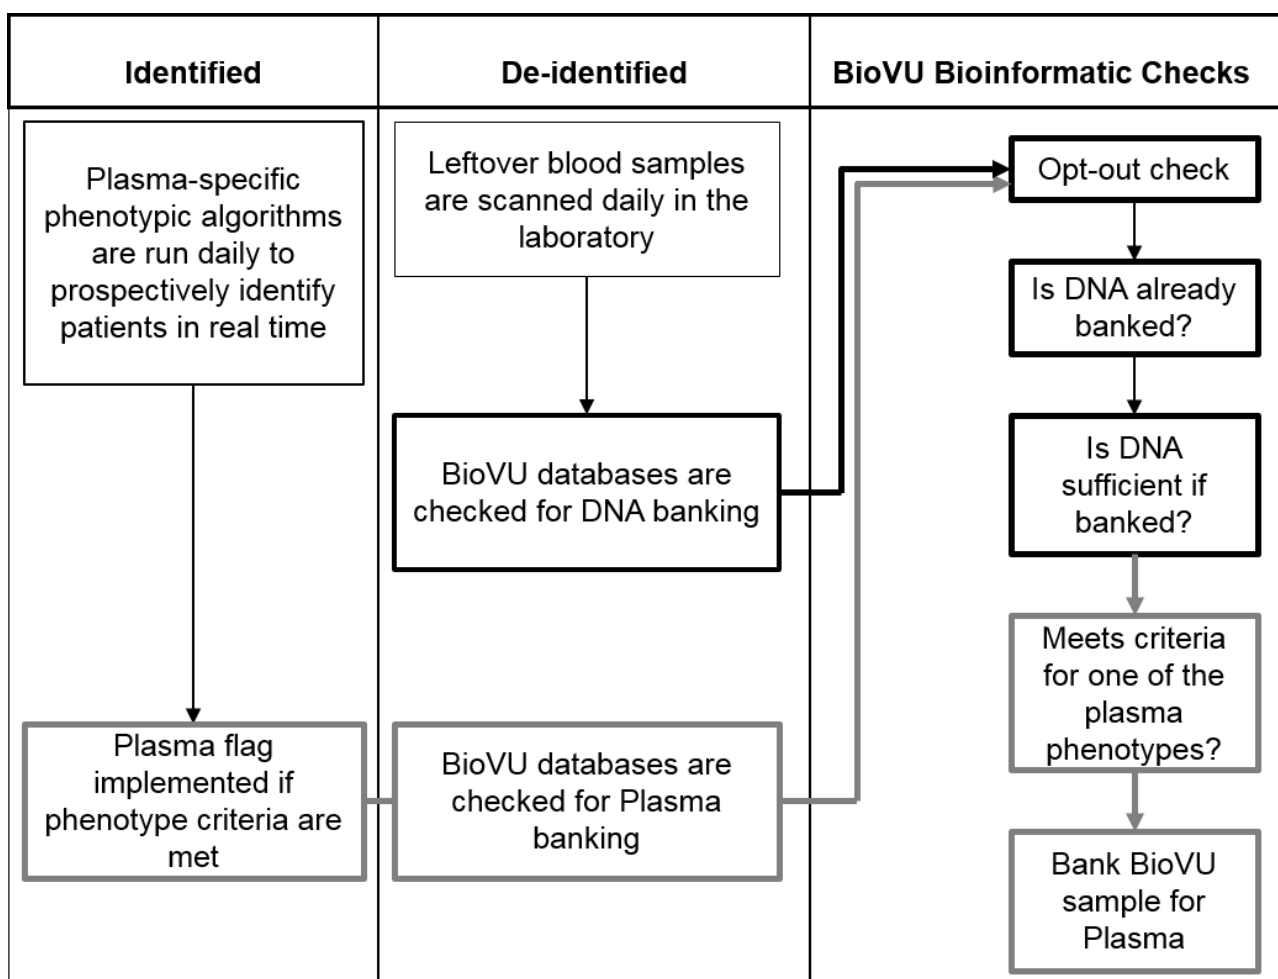 Identified
De-identified
BioVU Bioinformatic Checks
Plasma-specific
phenotypic algorithms
are run daily to
prospectively identify
patients in real time
Plasma flag
implemented if
phenotype criteria are
met
Leftover blood samples
are scanned daily in the
laboratory
BioVU databases are
checked for DNA banking
BioVU databases are
checked for Plasma
banking
Opt-out check
Is DNA already
banked?
Is DNA
sufficient if
banked?
Meets criteria
for one of the
plasma
phenotypes?
Bank BioVU
sample for
Plasma